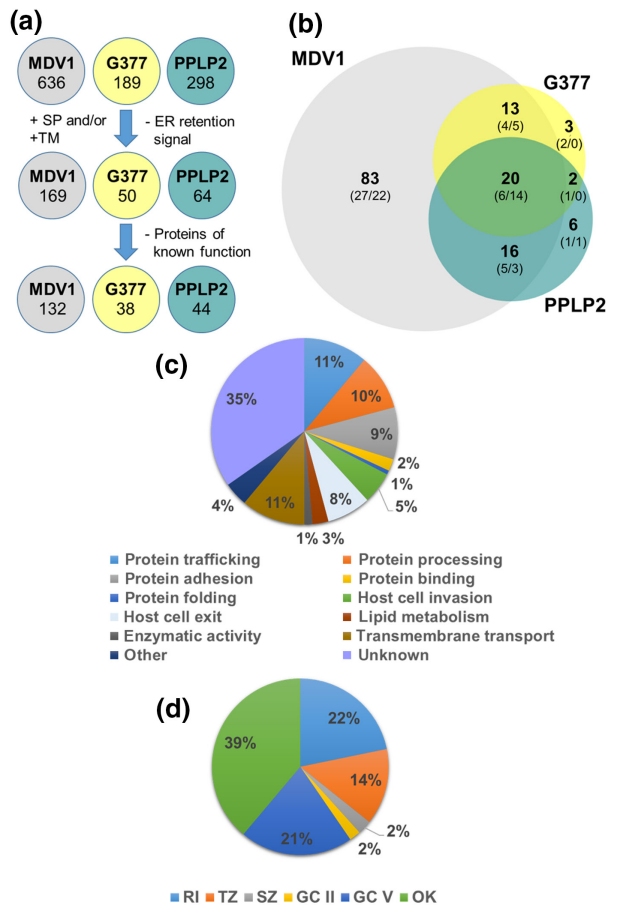 (a)
MDV1 G377 PPLP2
636 189 298
+ SP and/or - ER retention
+TM signal
MDV1 G377 PPLP2
169 50 64
- Proteins of
known function
MDV1 G377 PPLP2
132 38 44
(b)
MDV1
G377
13
(4/5)
3
(2/0)
83
(27/22)
20
(6/14)
2
(1/0)
6
(1/1)
16
(5/3)
PPLP2
(c)
11%
10%
9%
2%
1%
5%
8%
3%
1%
11%
4%
35%
Protein trafficking Protein processing
Protein adhesion Protein binding
Protein folding Host cell invasion
Host cell exit Lipid metabolism
Enzymatic activity Transmembrane transport
Other Unknown
(d)
22%
14%
2%
2%
21%
39%
RI TZ SZ GC II GC V OK